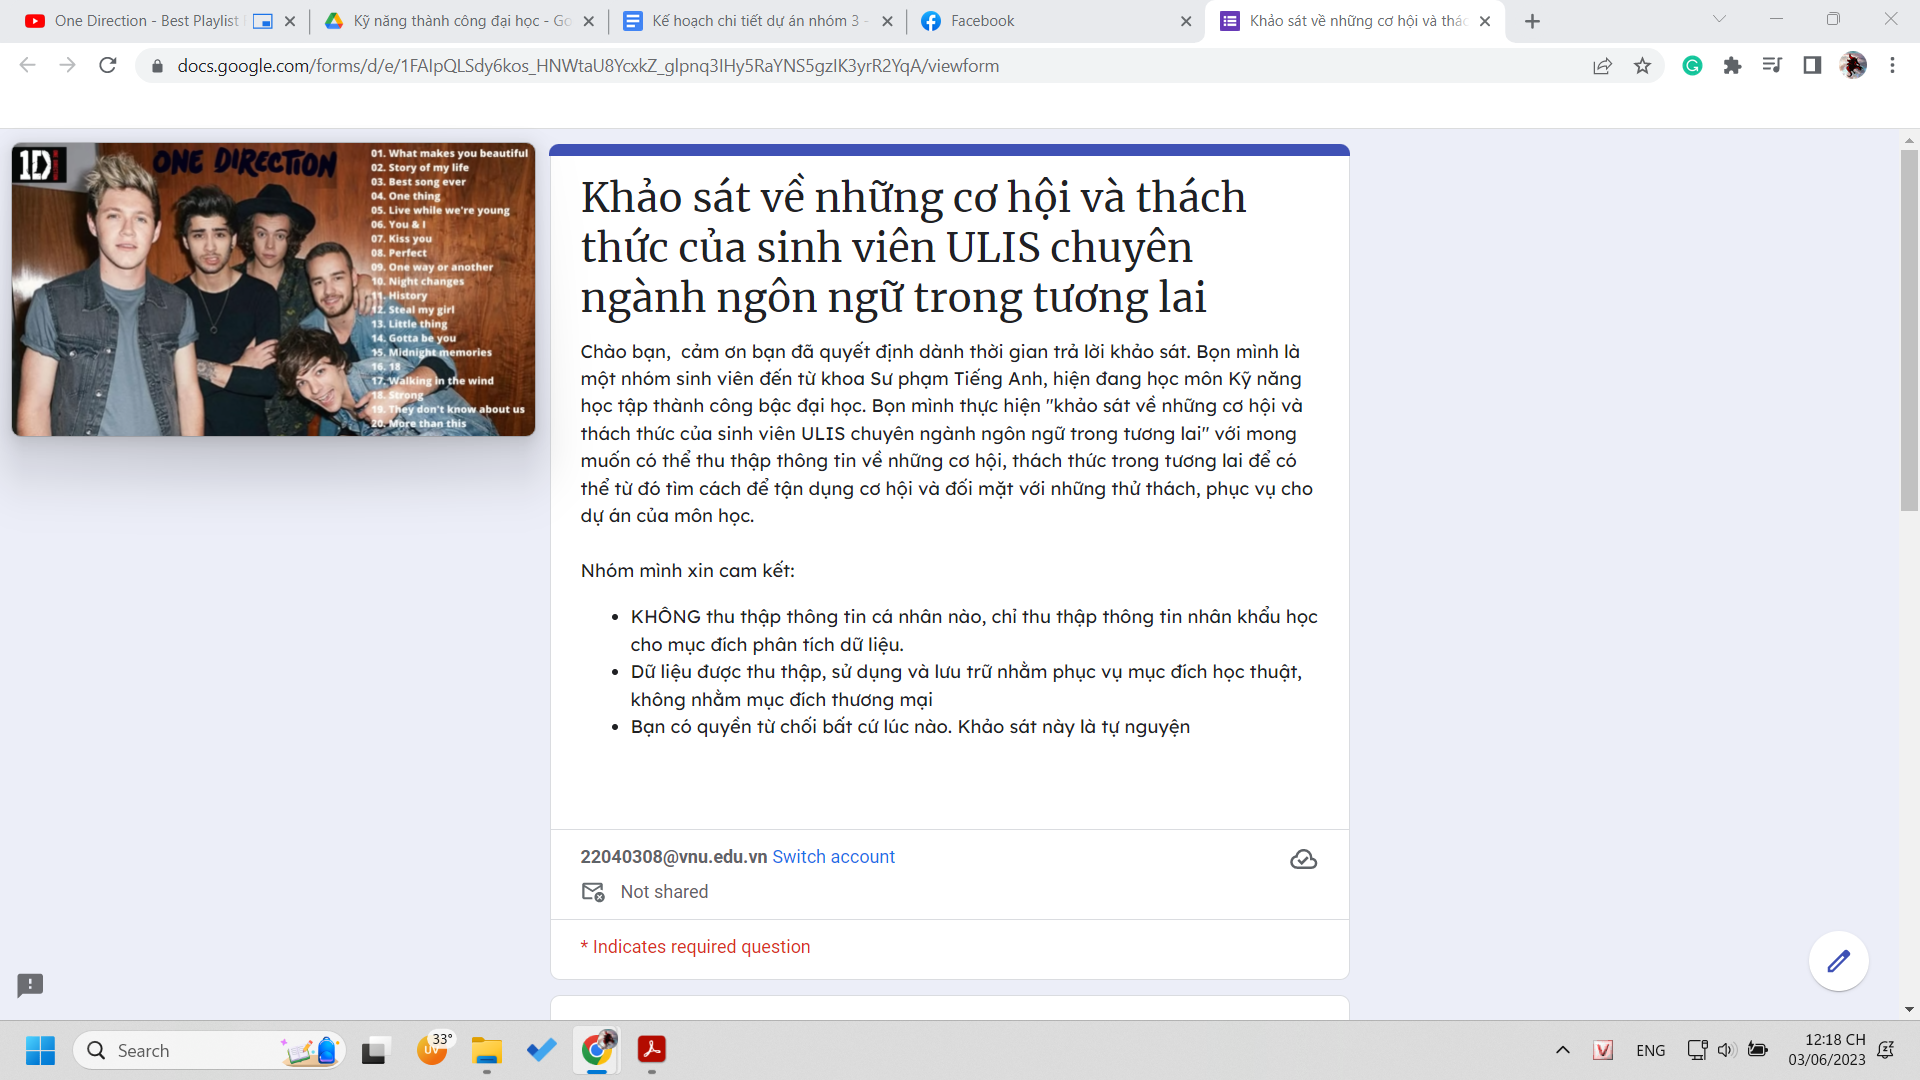 One Direction - Best Playlist
Kỹ năng thành công đại học - Go
Kế hoạch chi tiết dự án nhóm 3 -
Facebook
Khảo sát về những cơ hội và thác
docs.google.com/forms/d/e/1FAIpQLSdy6kos_HNWtaU8YcxkZ_glpnq3IHy5RaYNS5gzIK3yrR2YqA/viewform
1D
ONE DIRECTION
01. What makes you beautiful
02. Story of my life
03. Best song ever
04. One thing
05. Live while we're young
06. You & I
07. Kiss you
08. Perfect
09. One way or another
10. Night changes
11. History
12. Steal my girl
13. Little thing
14. Gotta be you
15. Midnight memories
16. 18
17. Walking in the wind
18. Strong
19. They don't know about us
20. More than this
Khảo sát về những cơ hội và thách
thức của sinh viên ULIS chuyên
ngành ngôn ngữ trong tương lai
Chào bạn,  cảm ơn bạn đã quyết định dành thời gian trả lời khảo sát. Bọn mình là
một nhóm sinh viên đến từ khoa Sư phạm Tiếng Anh, hiện đang học môn Kỹ năng
học tập thành công bậc đại học. Bọn mình thực hiện "khảo sát về những cơ hội và
thách thức của sinh viên ULIS chuyên ngành ngôn ngữ trong tương lai" với mong
muốn có thể thu thập thông tin về những cơ hội, thách thức trong tương lai để có
thể từ đó tìm cách để tận dụng cơ hội và đối mặt với những thử thách, phục vụ cho
dự án của môn học.
Nhóm mình xin cam kết:
• KHÔNG thu thập thông tin cá nhân nào, chỉ thu thập thông tin nhân khẩu học
cho mục đích phân tích dữ liệu.
• Dữ liệu được thu thập, sử dụng và lưu trữ nhằm phục vụ mục đích học thuật,
không nhằm mục đích thương mại
• Bạn có quyền từ chối bất cứ lúc nào. Khảo sát này là tự nguyện
22040308@vnu.edu.vn Switch account
Not shared
* Indicates required question
Search
33°
UV
ENG
12:18 CH
03/06/2023